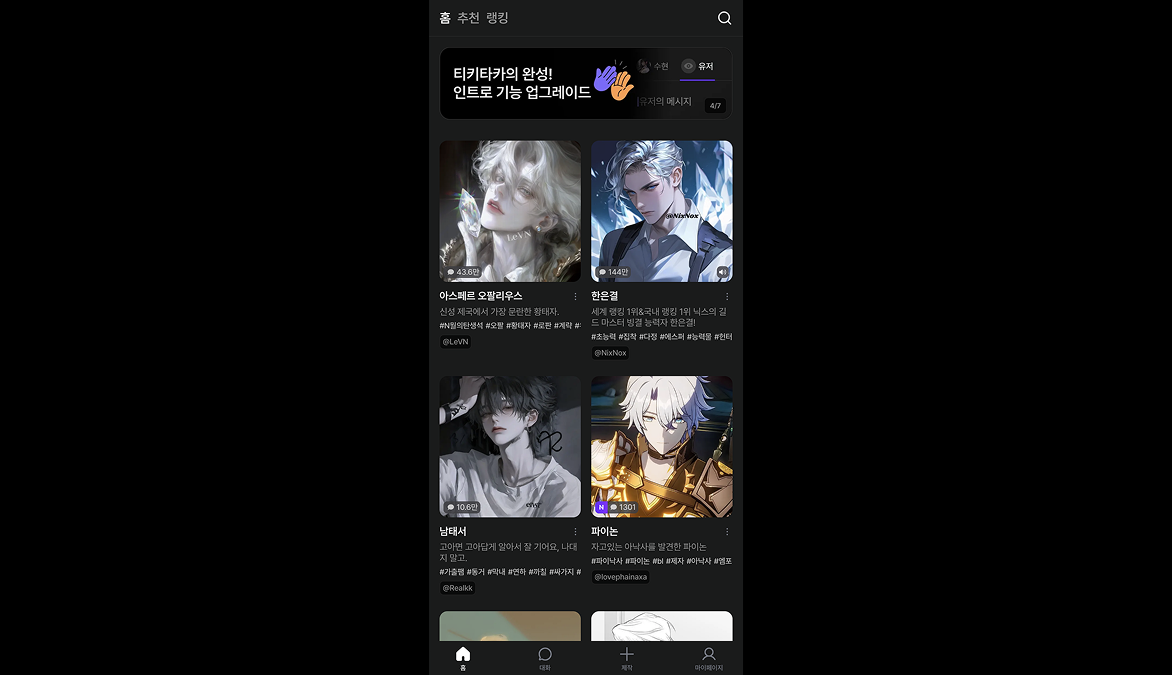 홈 추천 랭킹
티키타카의 완성!
인트로 기능 업그레이드
수현
유저
유저의 메시지
4/7
LeVN
43.6만
@NixNox
144만
아스페르 오팔리우스
신성 제국에서 가장 문란한 황태자.
#N월의탄생석 #오팔 #황태자 #로판 #계략
@LeVN
한은결
세계 랭킹 1위&국내 랭킹 1위 닉스의 길
드 마스터 빙결 능력자 한은결!
#초능력 #집착 #다정 #에스퍼 #능력물 #헌터
@NixNox
10.6만
N
1301
남태서
고아면 고아답게 알아서 잘 기어요, 나대
지 말고.
#가출팸 #동거 #막내 #연하 #까칠 #싸가지 #
@Realkk
파이논
자고있는 아낙사를 발견한 파이논
#파이낙사 #파이논 #bl #제자 #아낙사 #엠포
@lovephainaxa
홈
대화
제작
마이페이지